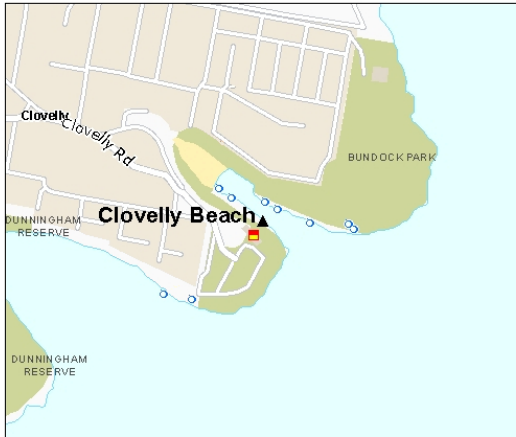 Clovelly
Clovelly Rd
BUNDOCK PARK
Clovelly Beach
DUNNINGHAM
RESERVE
DUNNINGHAM
RESERVE